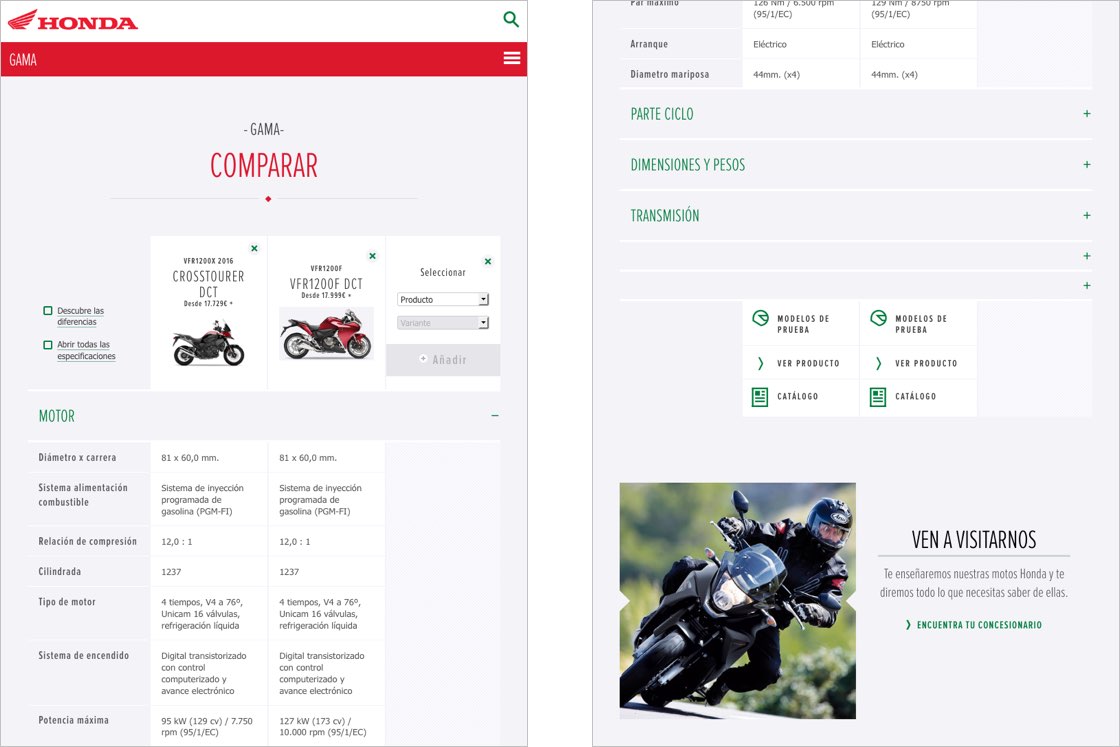 HONDA
GAMA
- GAMA-
COMPARAR
Descubre las
diferencias
Abrir todas las
especificaciones
VFR1200X 2016
CROSSTOURER
DCT
Desde 17.729€ *
VFR1200F
VFR1200F DCT
Desde 17.999€ *
Seleccionar
Producto
Variante
+ Añadir
MOTOR
Diámetro x carrera
81 x 60,0 mm.
81 x 60,0 mm.
Sistema alimentación
combustible
Sistema de inyección
programada de
gasolina (PGM-FI)
Sistema de inyección
programada de
gasolina (PGM-FI)
Relación de compresión
12,0 : 1
12,0 : 1
Cilindrada
1237
1237
Tipo de motor
4 tiempos, V4 a 76º,
Unicam 16 válvulas,
refrigeración líquida
4 tiempos, V4 a 76º,
Unicam 16 válvulas,
refrigeración líquida
Sistema de encendido
Digital transistorizado
con control
computerizado y
avance electrónico
Digital transistorizado
con control
computerizado y
avance electrónico
Potencia máxima
95 kW (129 cv) / 7.750
rpm (95/1/EC)
127 kW (173 cv) /
10.000 rpm (95/1/EC)
Par máximo
126 Nm / 6.500 rpm
(95/1/EC)
129 Nm / 8750 rpm
(95/1/EC)
Arranque
Eléctrico
Eléctrico
Diametro mariposa
44mm. (x4)
44mm. (x4)
PARTE CICLO
DIMENSIONES Y PESOS
TRANSMISIÓN
MODELOS DE
PRUEBA
MODELOS DE
PRUEBA
VER PRODUCTO
VER PRODUCTO
CATÁLOGO
CATÁLOGO
VEN A VISITARNOS
Te enseñaremos nuestras motos Honda y te
diremos todo lo que necesitas saber de ellas.
ENCUENTRA TU CONCESIONARIO